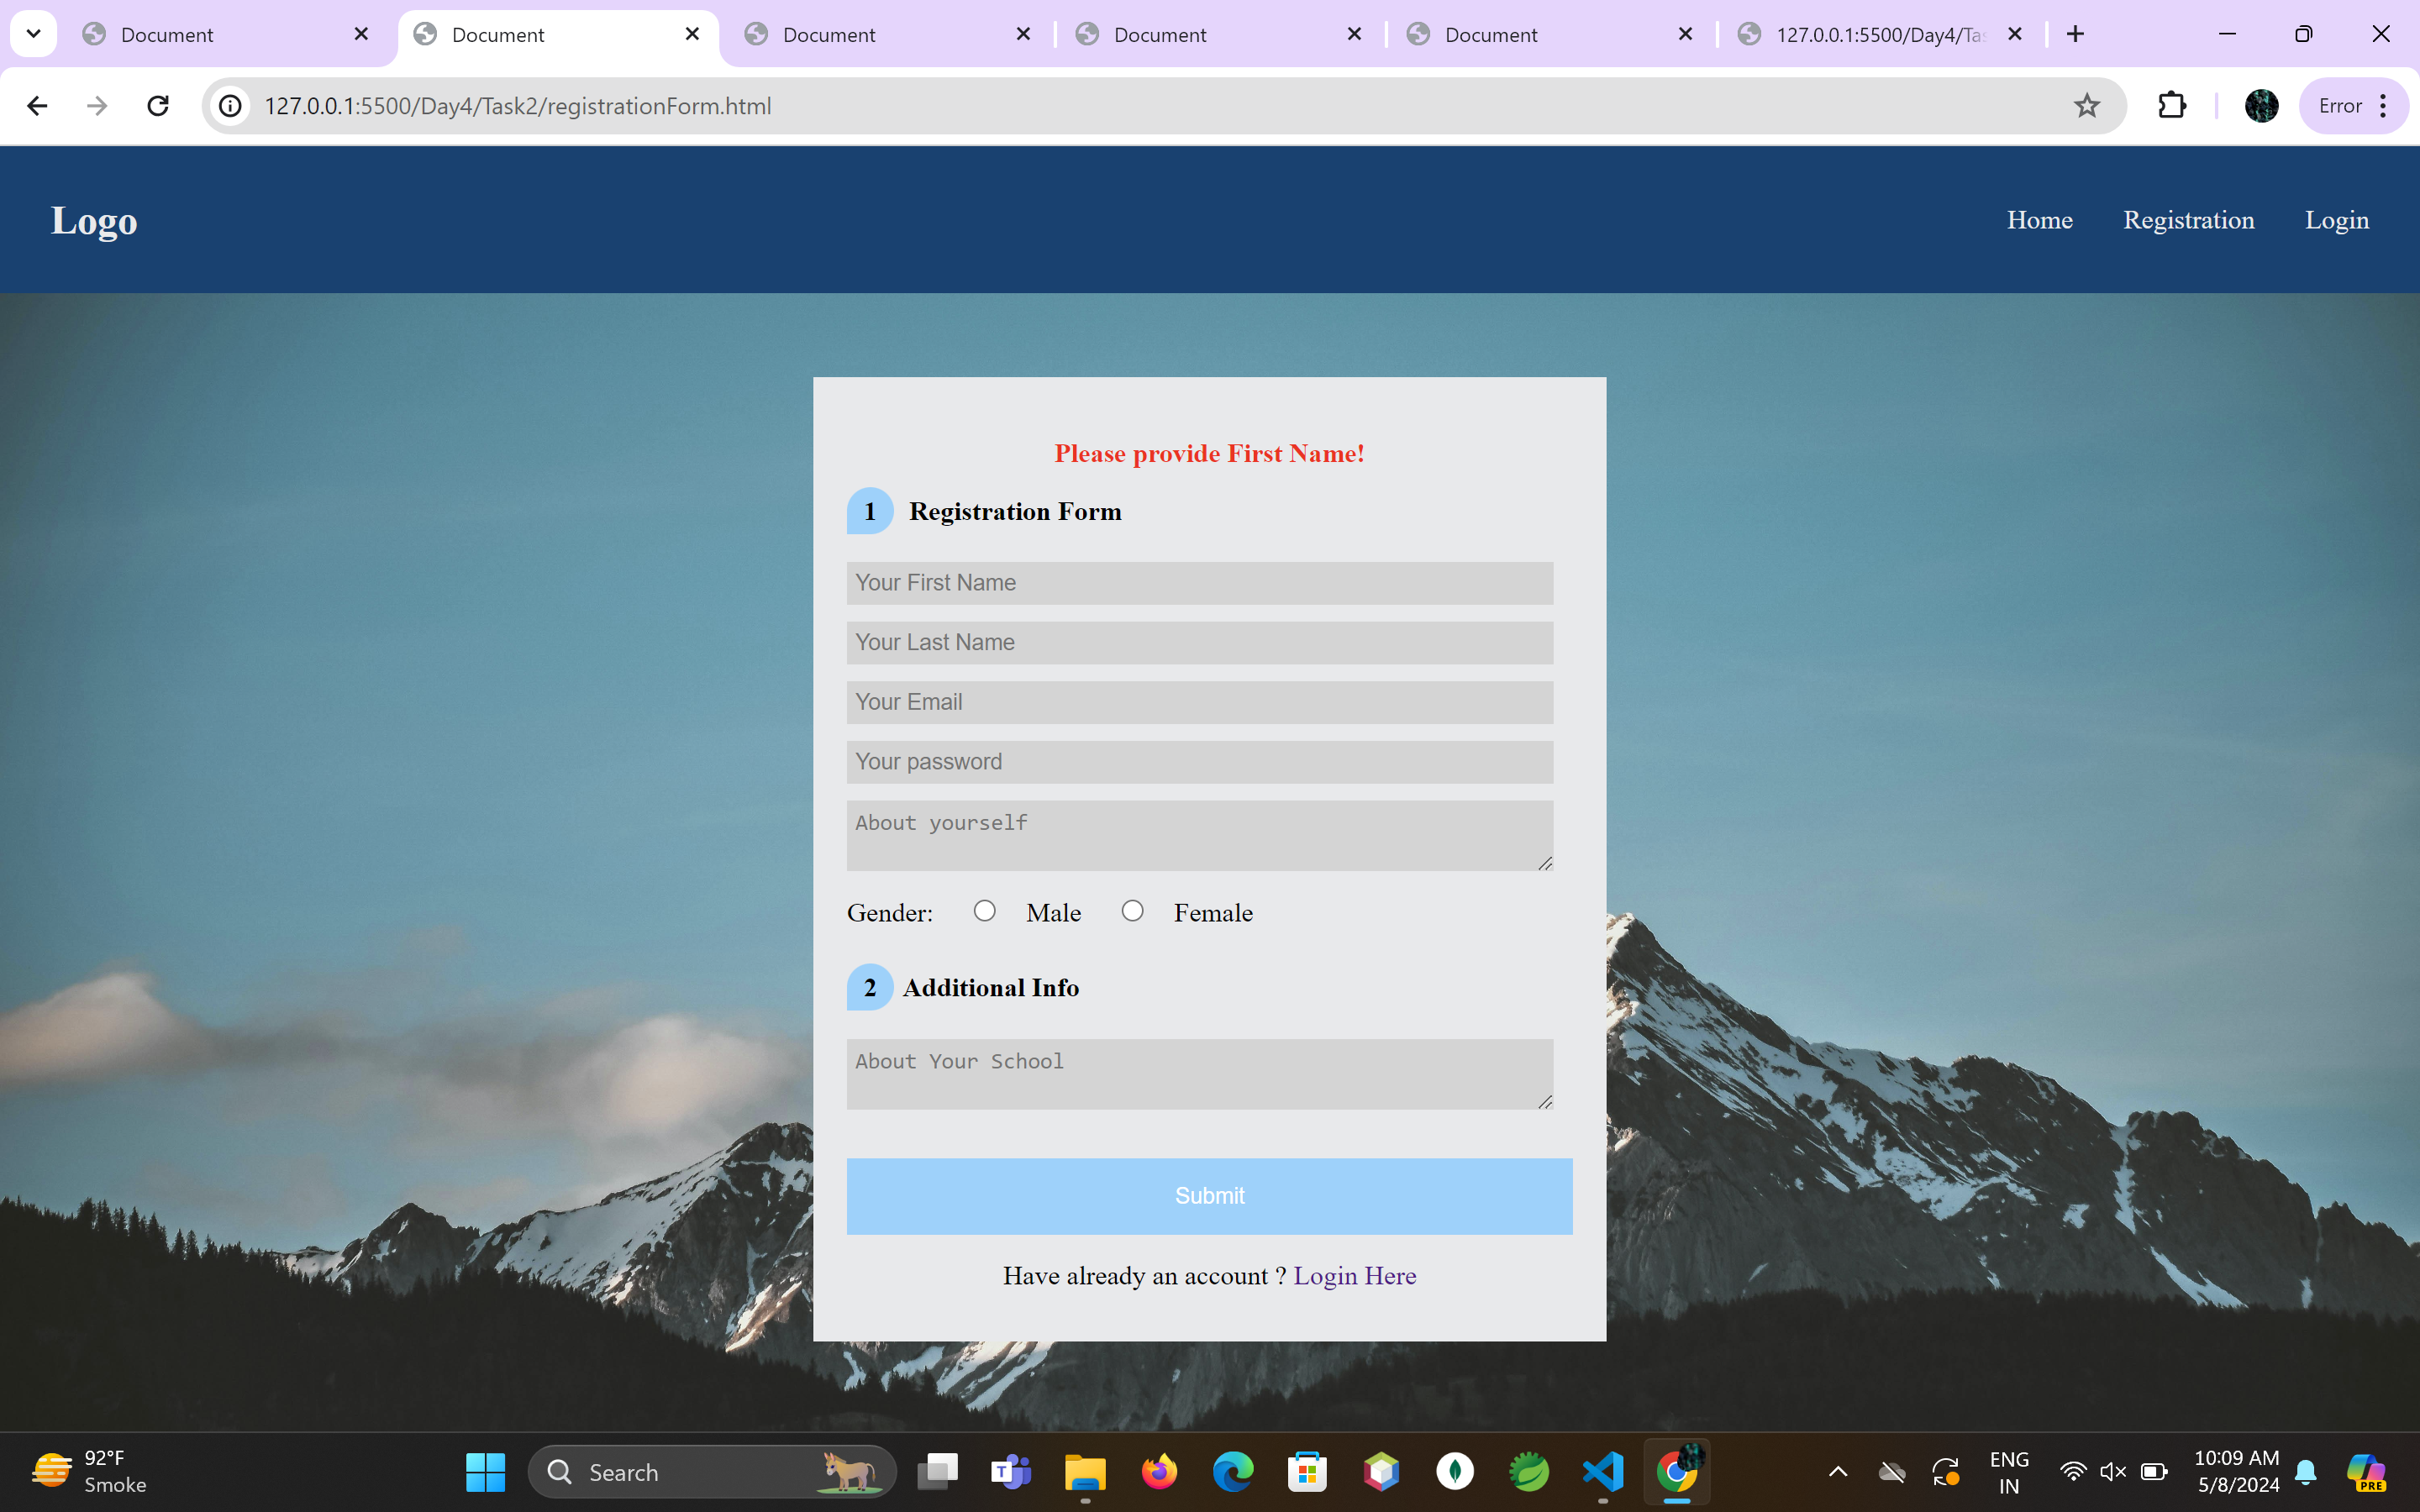 Document
Document
Document
Document
Document
127.0.0.1:5500/Day4/Tas
127.0.0.1:5500/Day4/Task2/registrationForm.html
Error
Logo
Home
Registration
Login
Please provide First Name!
1 Registration Form
Your First Name
Your Last Name
Your Email
Your password
About yourself
Gender: Male Female
2 Additional Info
About Your School
Submit
Have already an account ? Login Here
92°F
Smoke
Search
T
ENG
IN
10:09 AM
5/8/2024
PRE